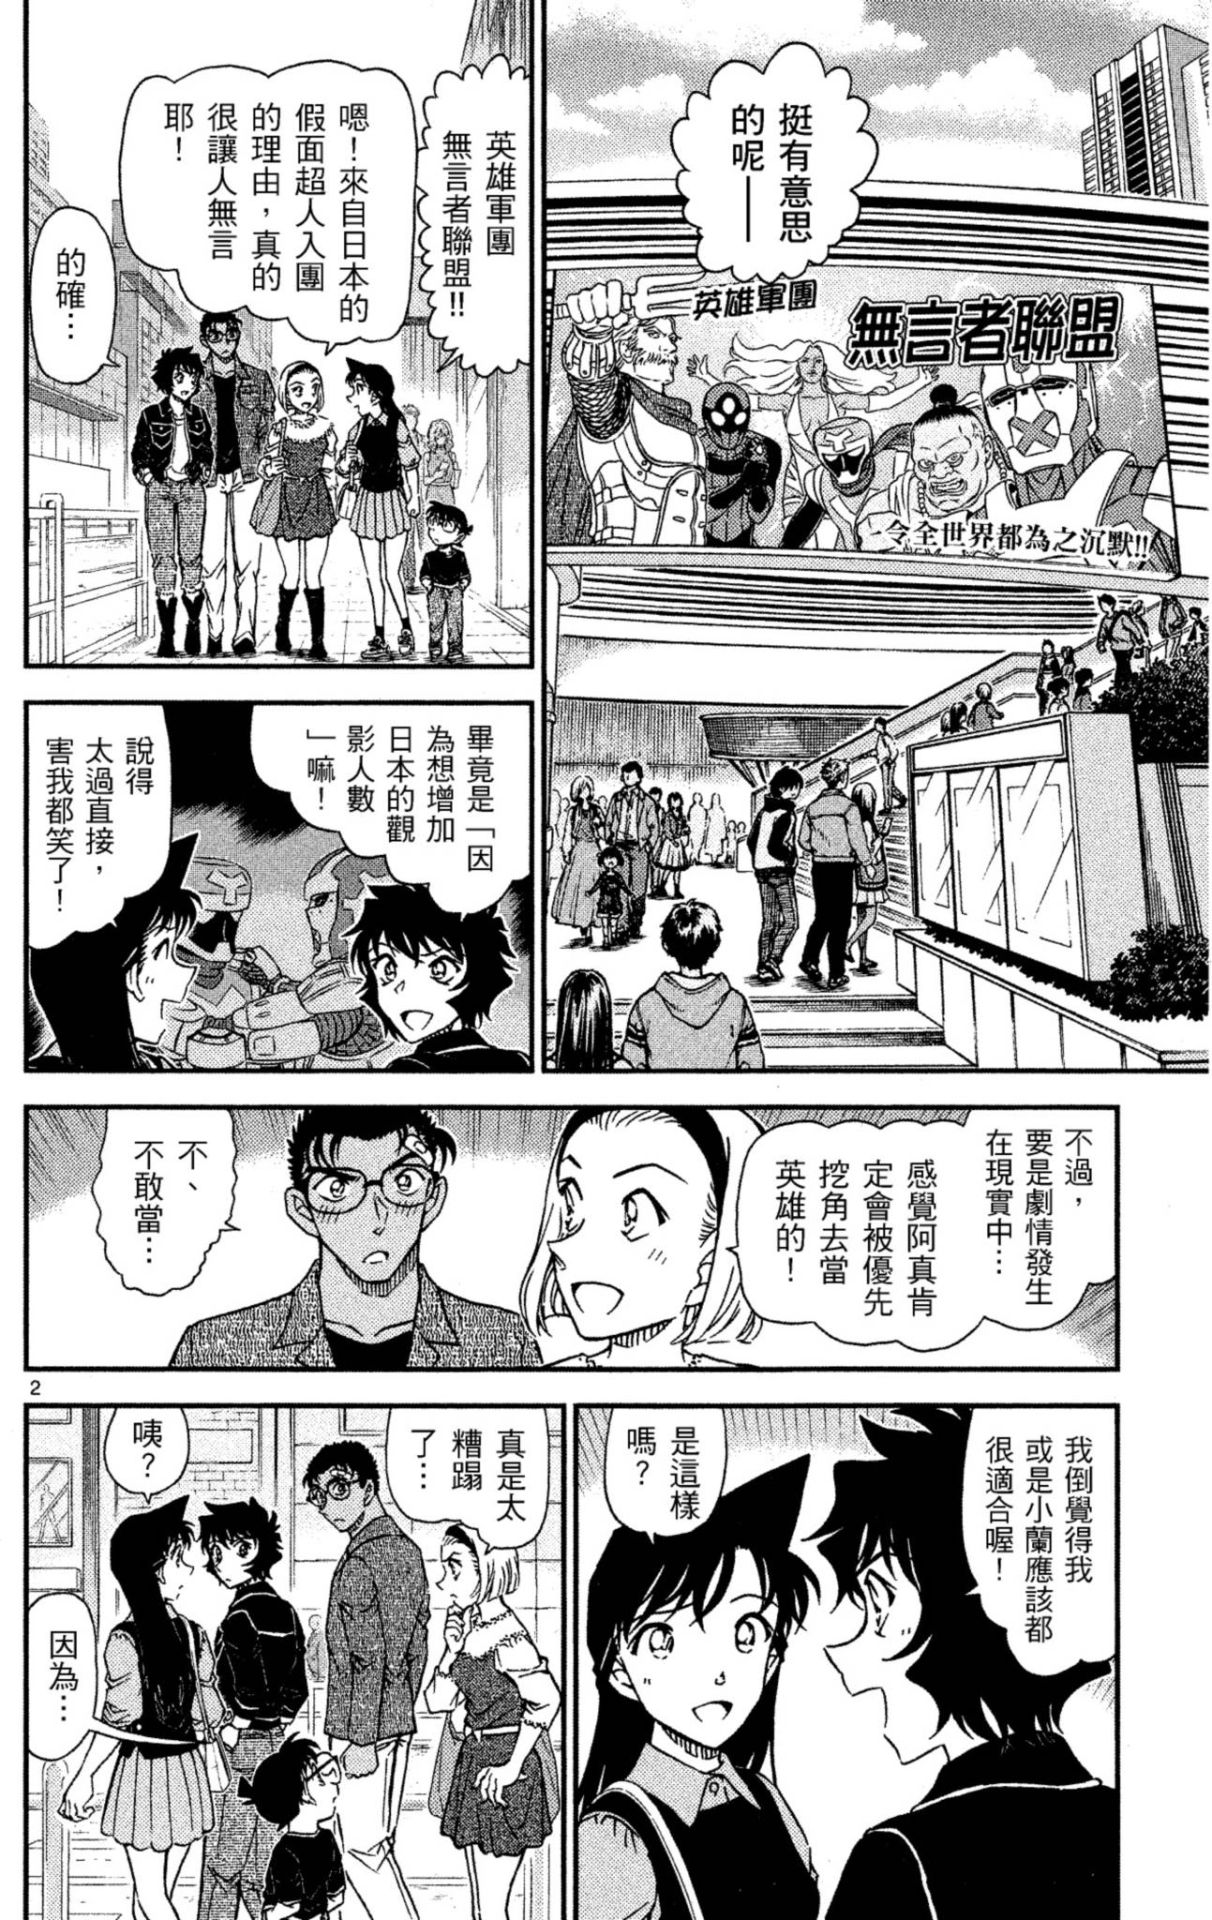 挺有意思
的呢——
英雄軍團
無言者聯盟
令全世界都為之沉默!!
英雄軍團
無言者聯盟!!
嗯！來自日本的
假面超人入團
的理由，真的
很讓人無言
耶！
的確…
畢竟是「因
為想增加
日本的觀
影人數
」嘛！
說得
太過直接，
害我都笑了！
不過，
要是劇情發生
在現實中…
感覺阿真肯
定會被優先
挖角去當
英雄的！
不、
不敢當…
2
我倒覺得我
或是小蘭應該都
很適合喔！
是這樣
嗎？
真是太
糟蹋
了…
咦？
因為…